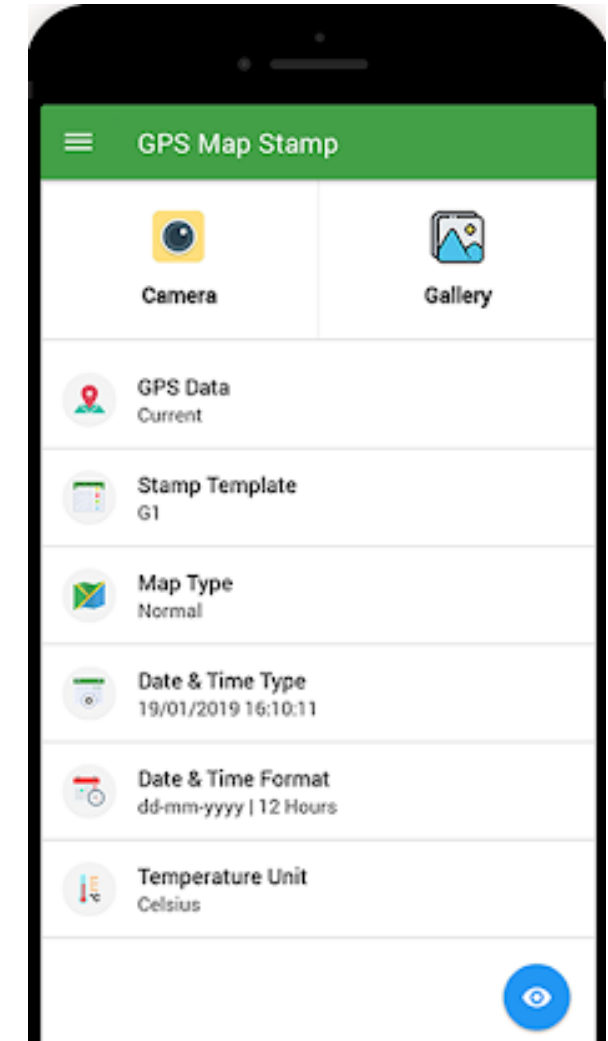 GPS Map Stamp
Camera
Gallery
GPS Data
Current
Stamp Template
G1
Map Type
Normal
Date & Time Type
19/01/2019 16:10:11
Date & Time Format
dd-mm-yyyy | 12 Hours
Temperature Unit
Celsius